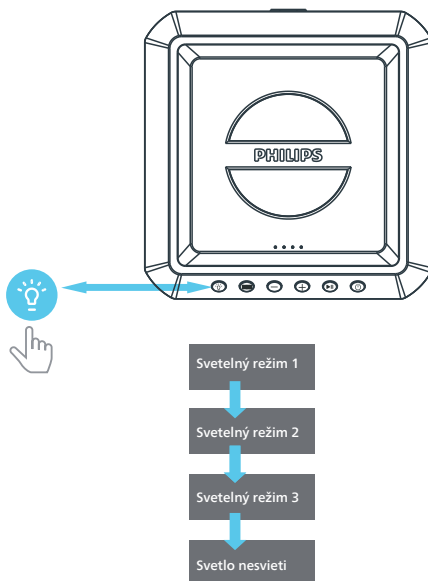 PHILIPS
Svetelný režim 1
Svetelný režim 2
Svetelný režim 3
Svetlo nesvieti